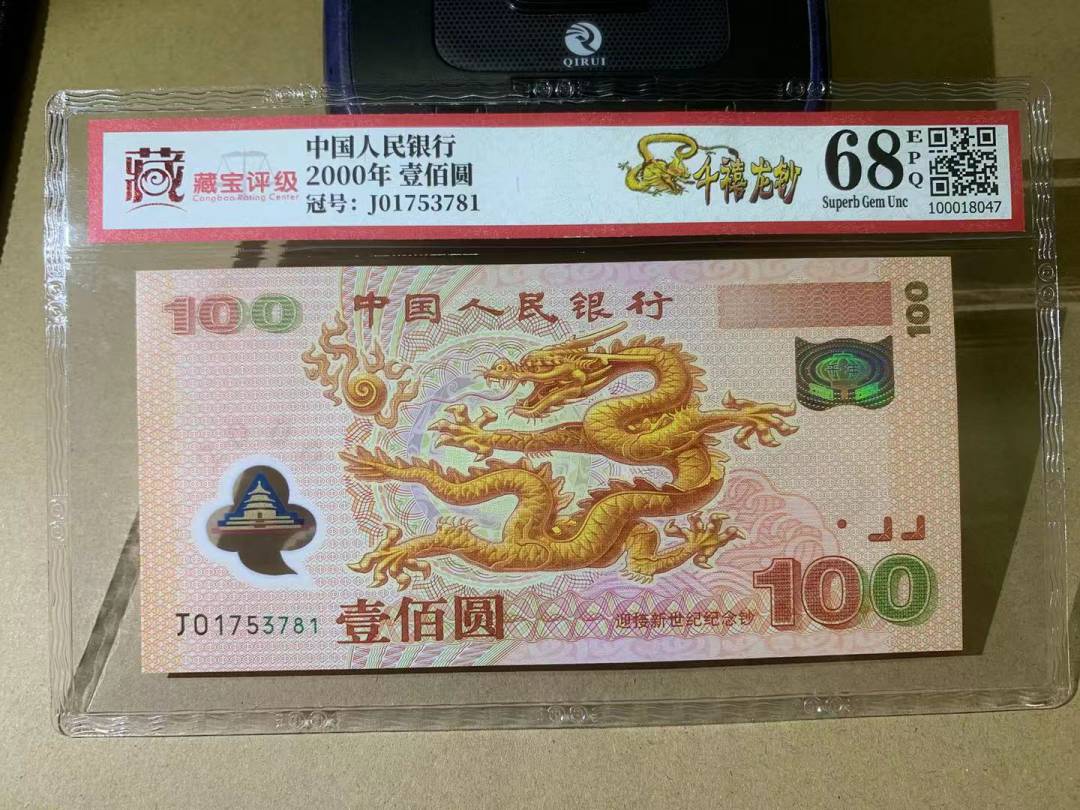 QIRUI
藏
藏宝评级
Cangbao Rating Center
中国人民银行
2000年 壹佰圆
冠号：J01753781
千禧龙钞
68
EPQ
Superb Gem Unc
100018047
100
中国人民银行
100
J01753781
壹佰圆
迎接新世纪纪念钞
100